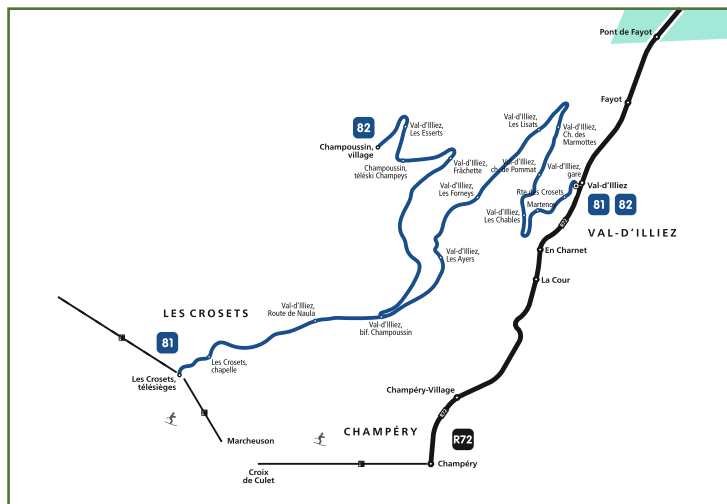 Pont de Fayot
Fayot
82
Val-d'Illiez,
Les Esserts
Champoussin,
village
Champoussin,
téléski Champeys
Val-d'Illiez,
Frâchette
Val-d'Illiez,
Les Lisats
Val-d'Illiez,
Ch. des
Marmottes
Val-d'Illiez,
ch. de Pommat
Val-d'Illiez,
gare
Val-d'Illiez,
Les Forneys
Rte des Crosets
Val-d'Illiez
Martenou
81 82
Val-d'Illiez,
Les Chables
R72
VAL-D'ILLIEZ
En Charnet
Val-d'Illiez,
Les Ayers
La Cour
LES CROSETS
Val-d'Illiez,
Route de Naula
Val-d'Illiez,
bif. Champoussin
81
Les Crosets,
chapelle
Les Crosets,
télésièges
Champéry-Village
R72
Marcheuson
CHAMPÉRY
R72
Croix
de Culet
Champéry